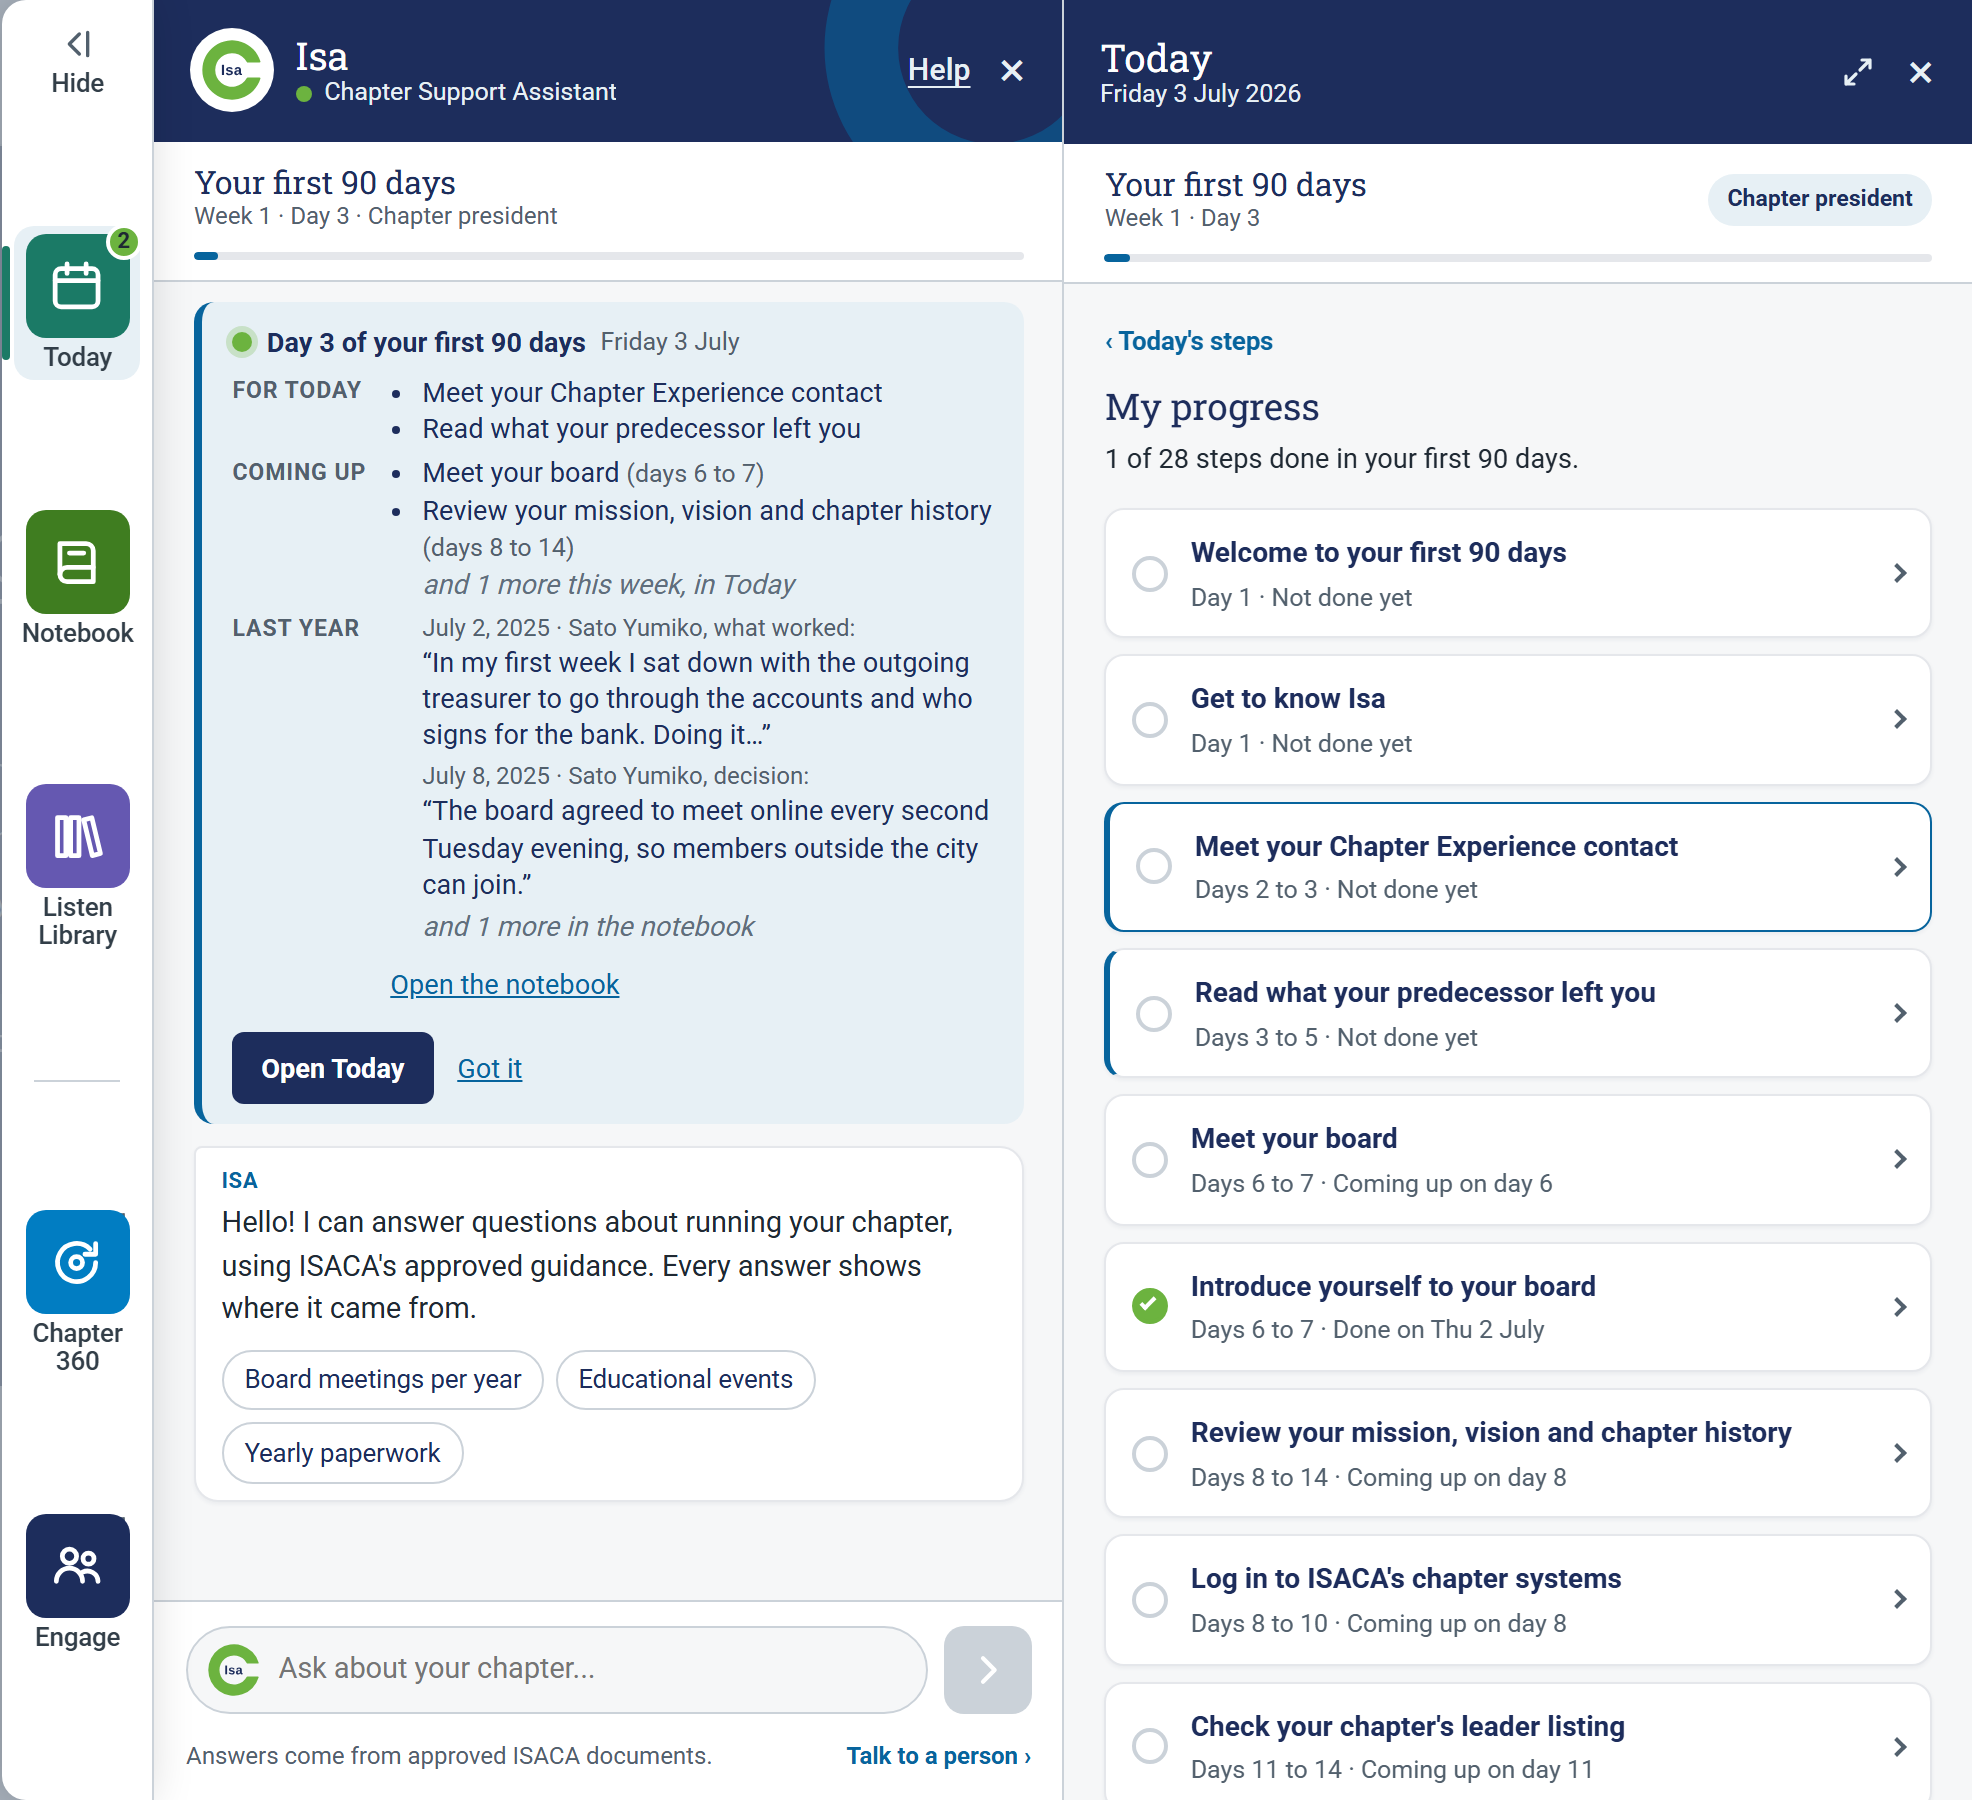 Hide
Today
2
Notebook
Listen
Library
Chapter
360
Engage
Isa
Isa
Chapter Support Assistant
Help
Your first 90 days
Week 1 · Day 3 · Chapter president
Day 3 of your first 90 days Friday 3 July
FOR TODAY
• Meet your Chapter Experience contact
• Read what your predecessor left you
COMING UP
• Meet your board (days 6 to 7)
• Review your mission, vision and chapter history
(days 8 to 14)
and 1 more this week, in Today
LAST YEAR
July 2, 2025 · Sato Yumiko, what worked:
“In my first week I sat down with the outgoing
treasurer to go through the accounts and who
signs for the bank. Doing it…”
July 8, 2025 · Sato Yumiko, decision:
“The board agreed to meet online every second
Tuesday evening, so members outside the city
can join.”
and 1 more in the notebook
Open the notebook
Open Today Got it
ISA
Hello! I can answer questions about running your chapter,
using ISACA's approved guidance. Every answer shows
where it came from.
Board meetings per year Educational events
Yearly paperwork
Isa Ask about your chapter...
Answers come from approved ISACA documents. Talk to a person ›
Today
Friday 3 July 2026
Your first 90 days
Week 1 · Day 3
Chapter president
‹ Today's steps
My progress
1 of 28 steps done in your first 90 days.
Welcome to your first 90 days
Day 1 · Not done yet
Get to know Isa
Day 1 · Not done yet
Meet your Chapter Experience contact
Days 2 to 3 · Not done yet
Read what your predecessor left you
Days 3 to 5 · Not done yet
Meet your board
Days 6 to 7 · Coming up on day 6
Introduce yourself to your board
Days 6 to 7 · Done on Thu 2 July
Review your mission, vision and chapter history
Days 8 to 14 · Coming up on day 8
Log in to ISACA's chapter systems
Days 8 to 10 · Coming up on day 8
Check your chapter's leader listing
Days 11 to 14 · Coming up on day 11